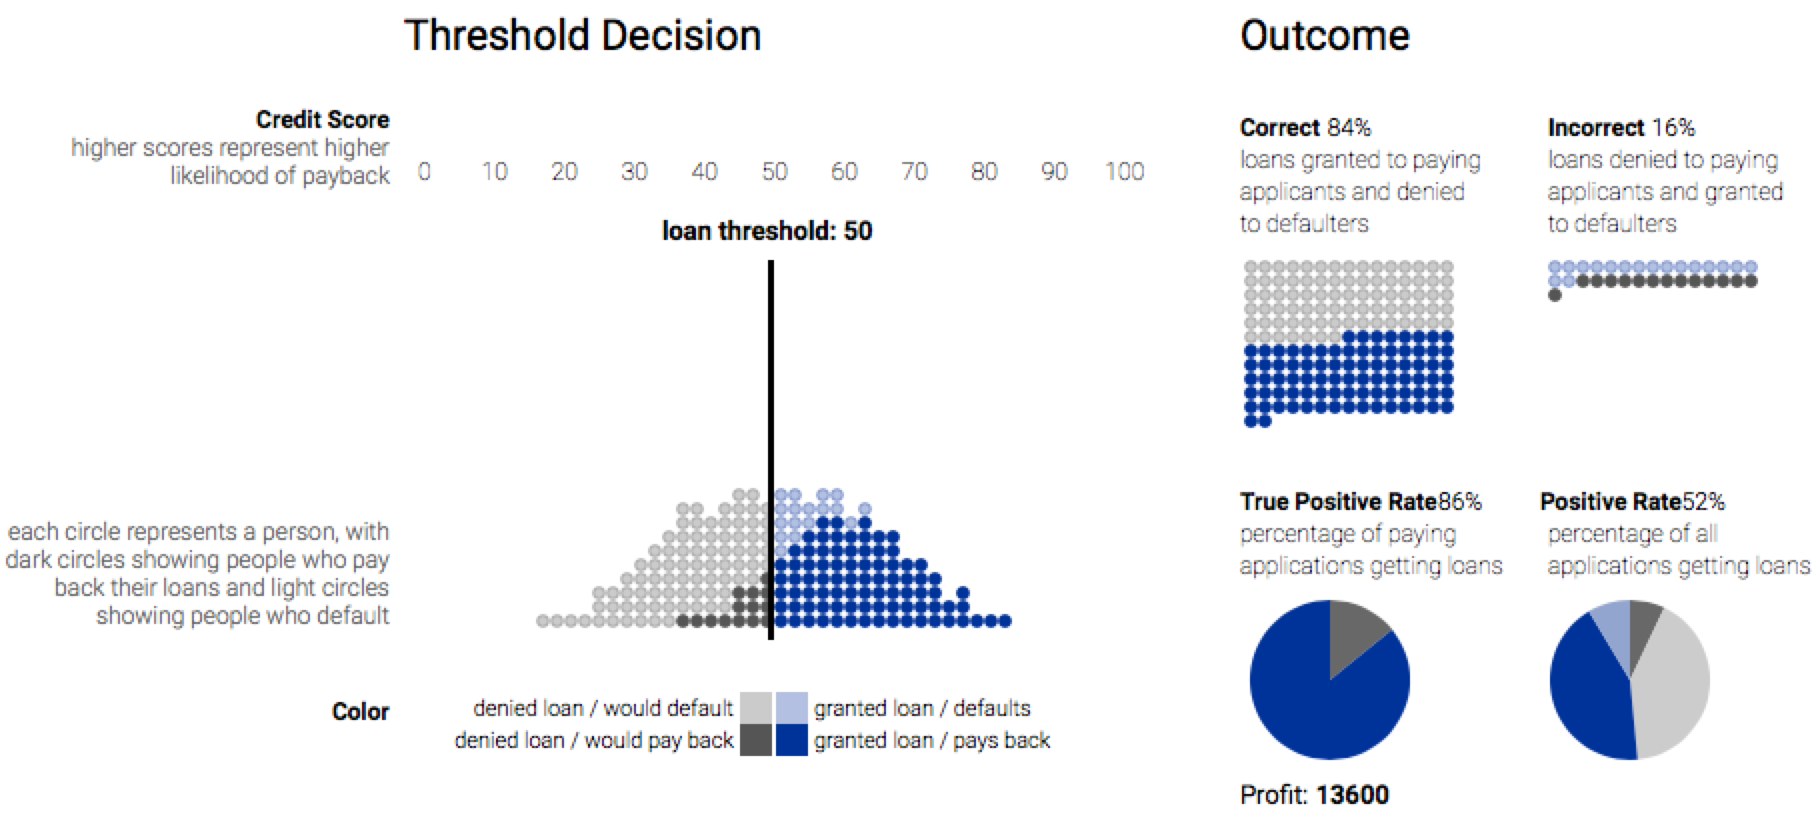 Threshold Decision
Outcome
Credit Score
higher scores represent higher
likelihood of payback
0 10 20 30 40 50 60 70 80 90 100
loan threshold: 50
each circle represents a person, with
dark circles showing people who pay
back their loans and light circles
showing people who default
Color
denied loan / would default
granted loan / defaults
denied loan / would pay back
granted loan / pays back
Correct 84%
loans granted to paying
applicants and denied
to defaulters
Incorrect 16%
loans denied to paying
applicants and granted
to defaulters
True Positive Rate86%
percentage of paying
applications getting loans
Positive Rate52%
percentage of all
applications getting loans
Profit: 13600